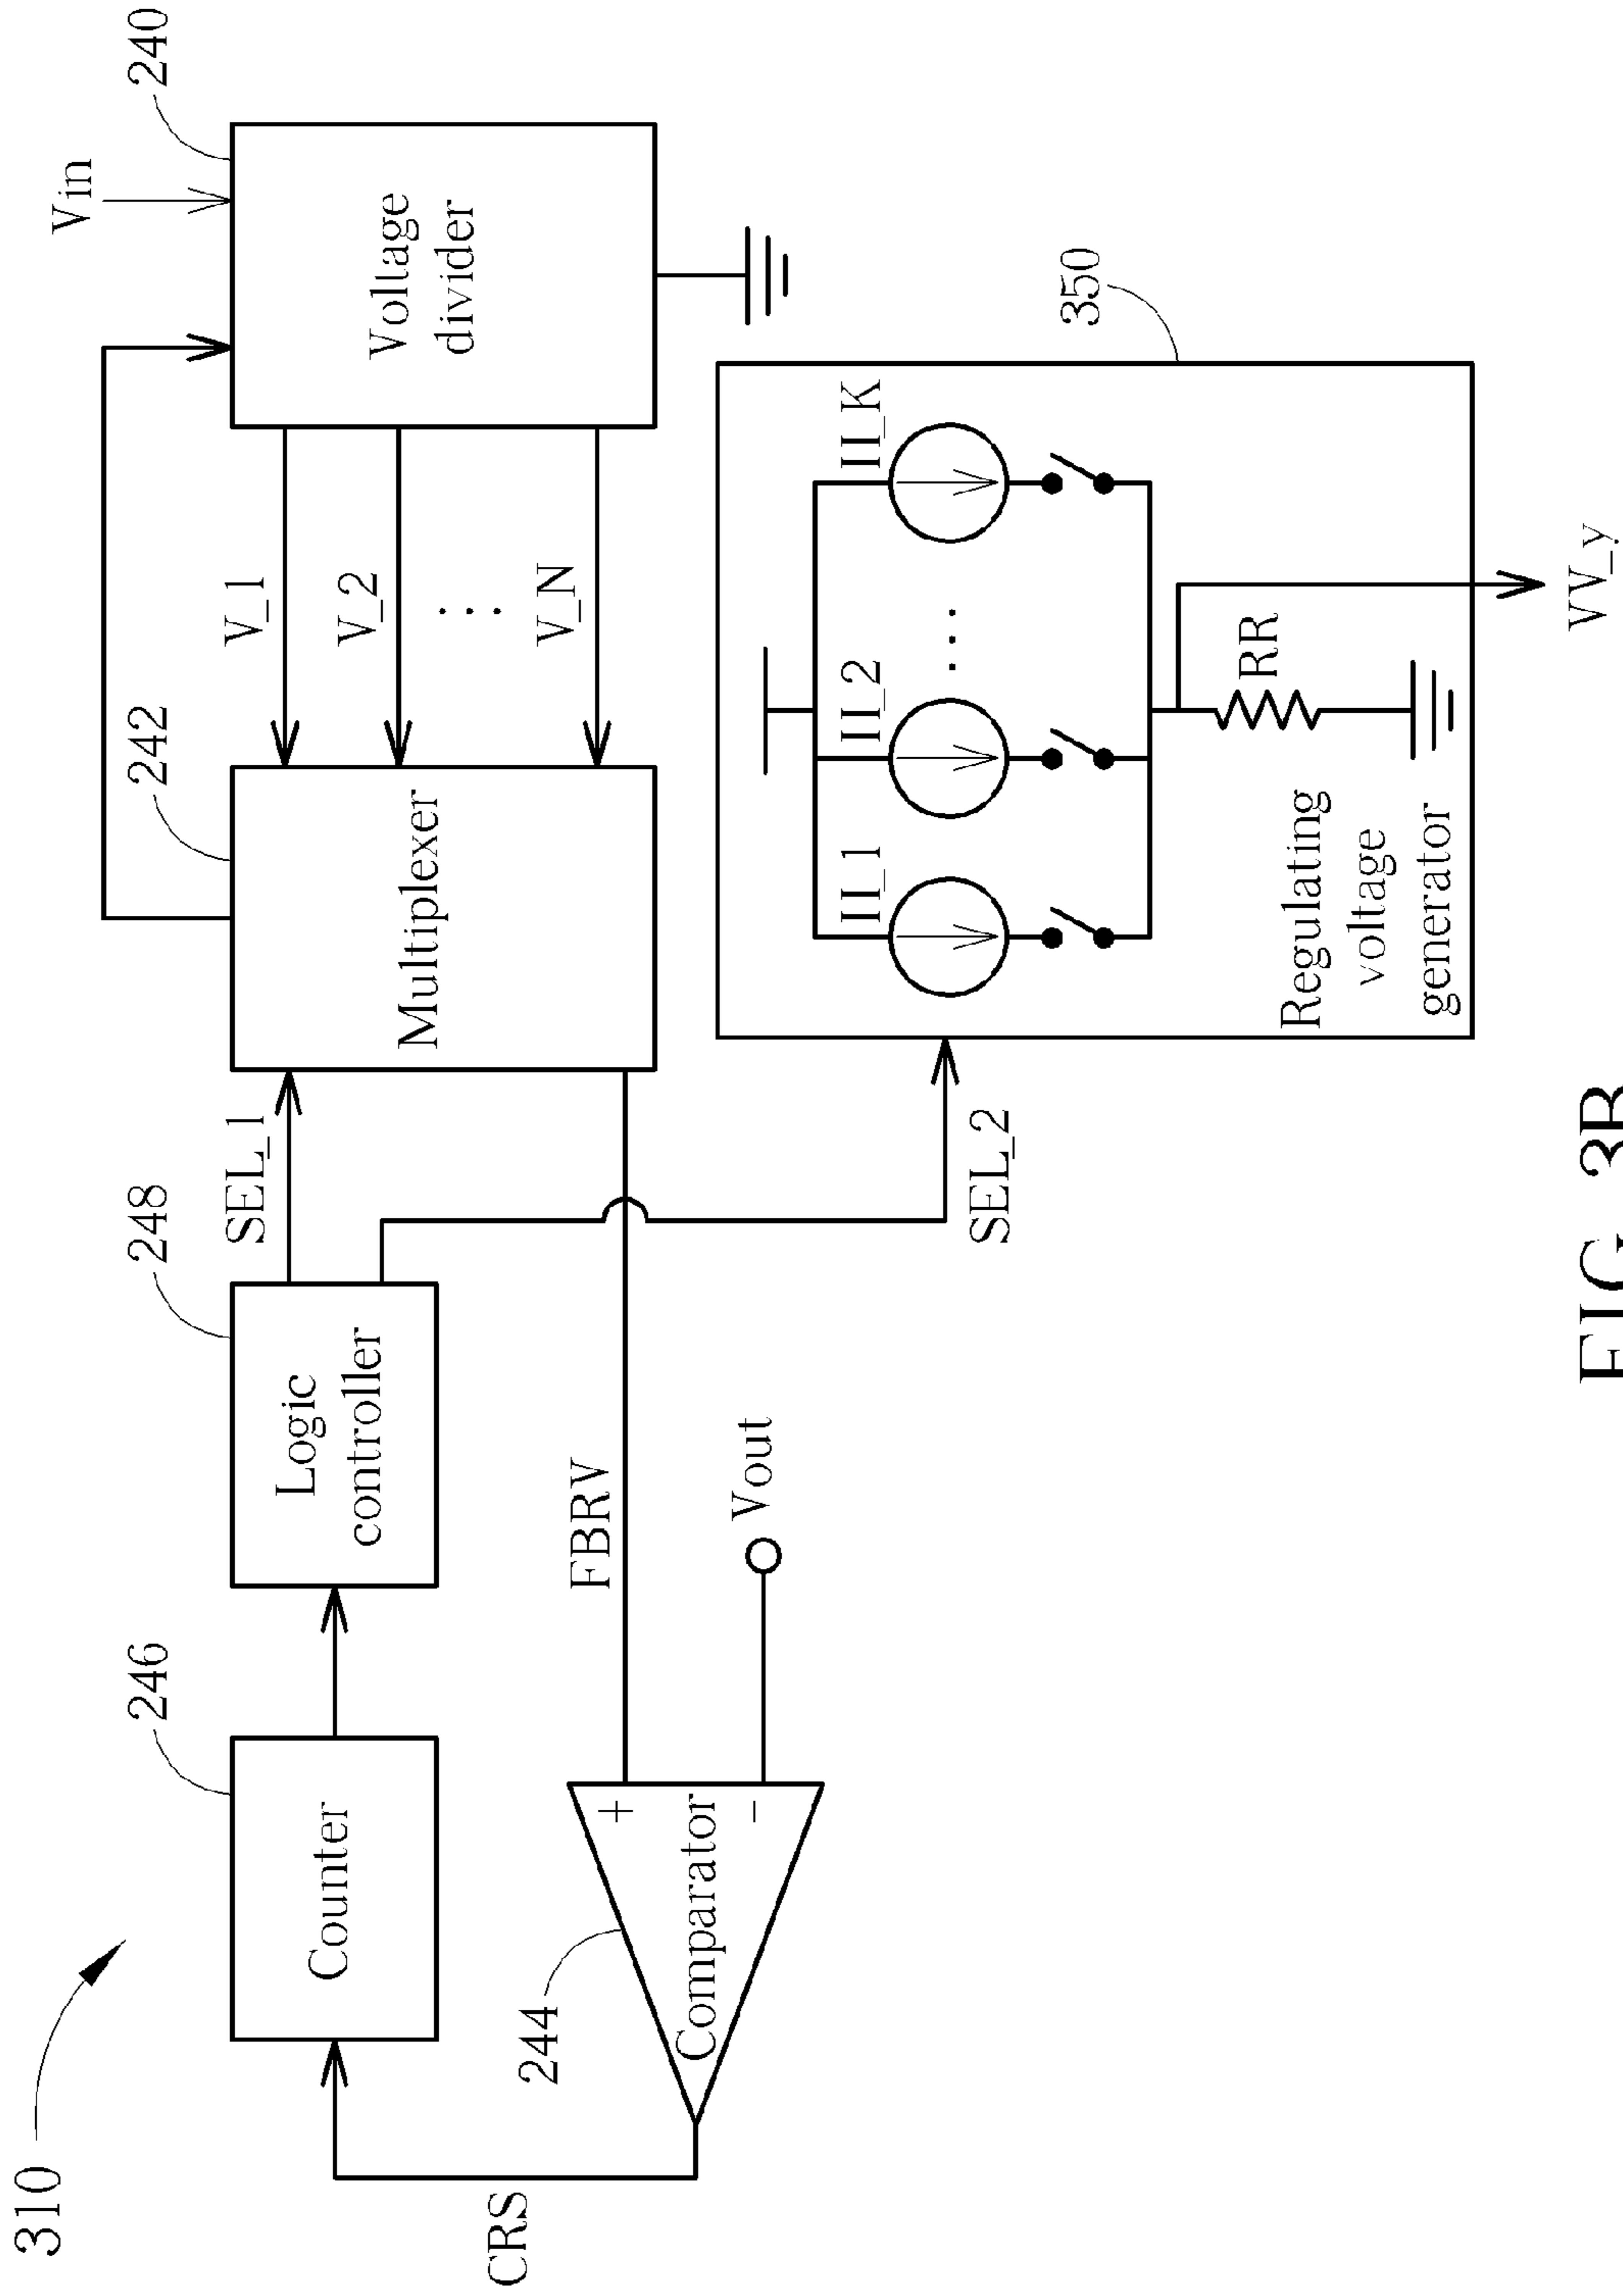 310
246
248
242
240
Vin
Counter
Logic
controller
SEL_1
Multiplexer
V_1
V_2
⋮
V_N
Voltage
divider
CRS
244
Comparator
+
−
FBRV
Vout
SEL_2
350
II_1
II_2
...
II_K
RR
Regulating
voltage
generator
VV_y
FIG. 3B